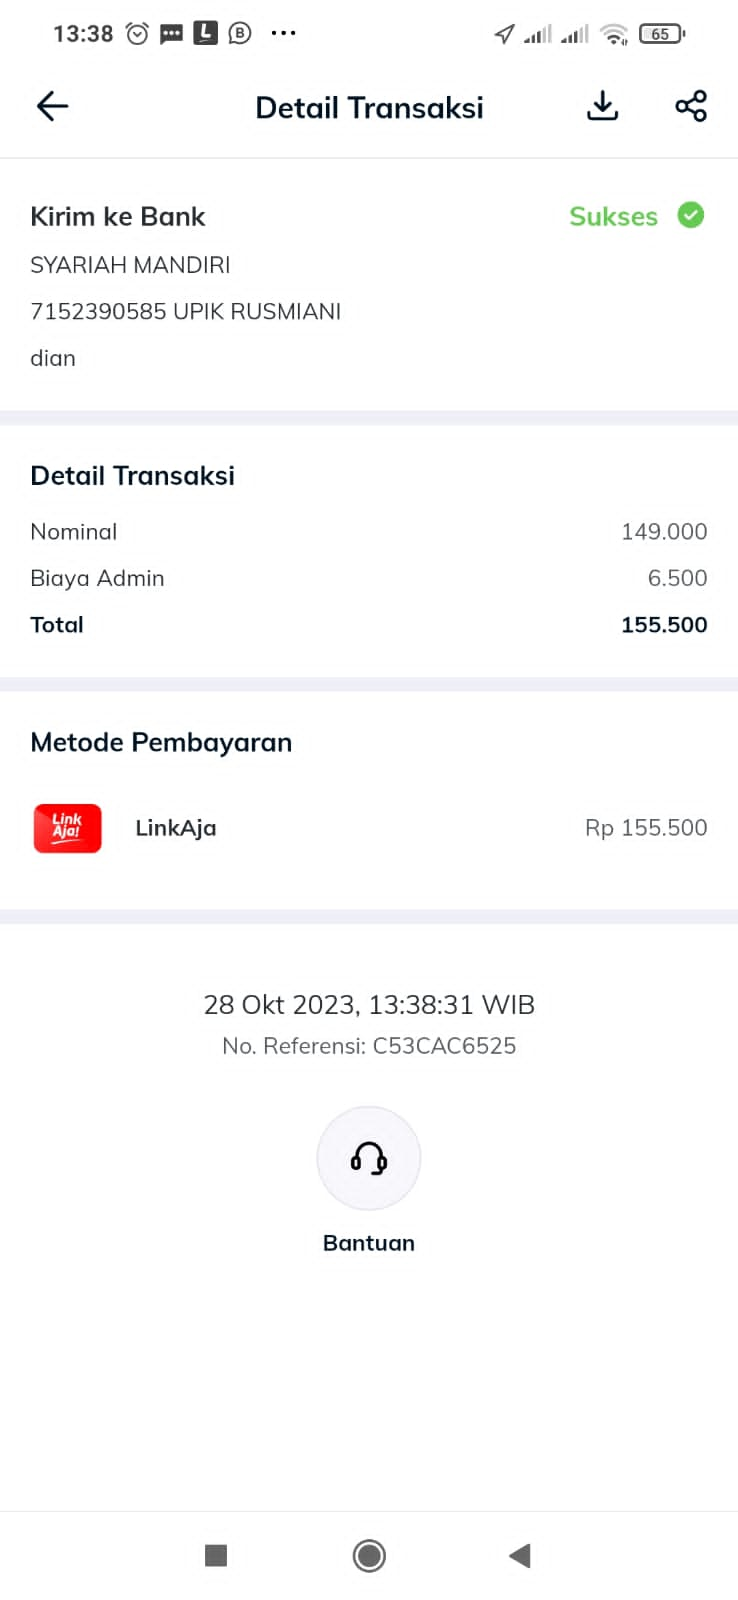 13:38
65
Detail Transaksi
Kirim ke Bank
Sukses
SYARIAH MANDIRI
7152390585 UPIK RUSMIANI
dian
Detail Transaksi
Nominal 149.000
Biaya Admin 6.500
Total 155.500
Metode Pembayaran
Link
Aja!
LinkAja
Rp 155.500
28 Okt 2023, 13:38:31 WIB
No. Referensi: C53CAC6525
Bantuan